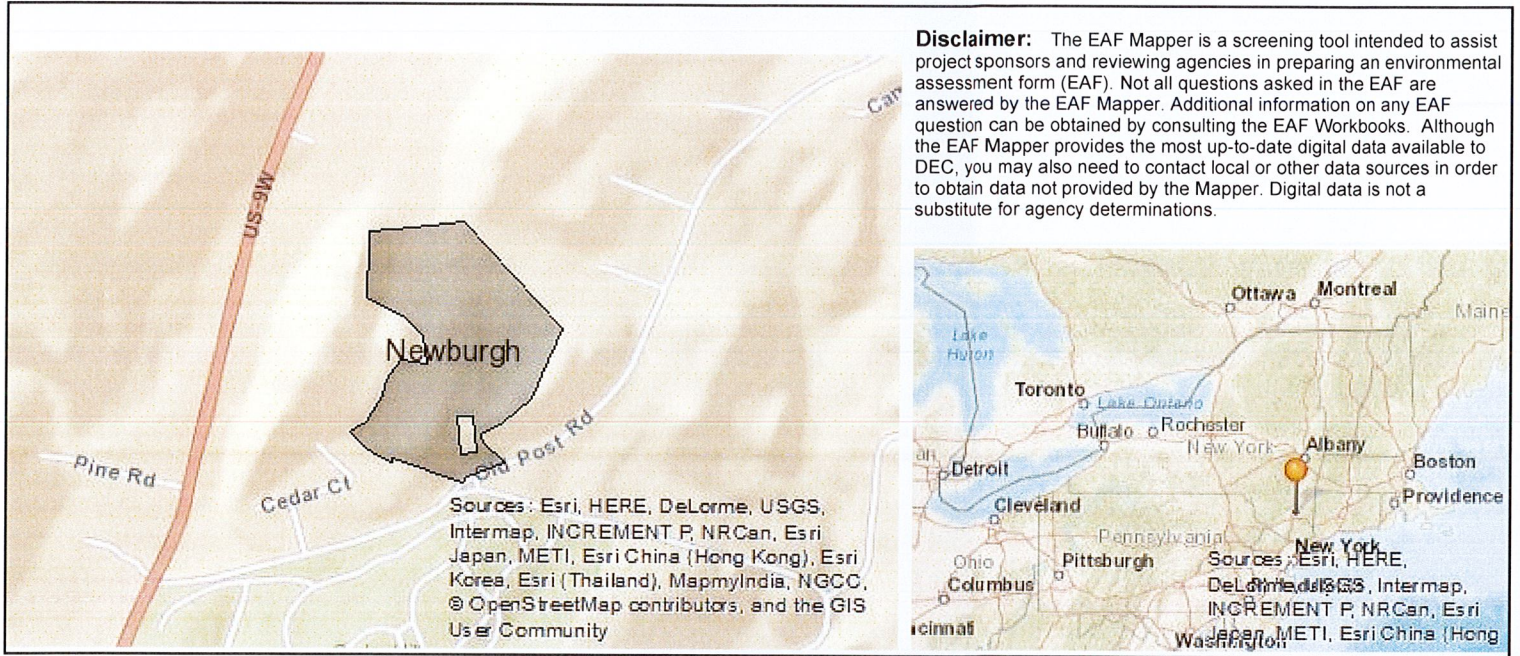 Disclaimer: The EAF Mapper is a screening tool intended to assist
project sponsors and reviewing agencies in preparing an environmental
assessment form (EAF). Not all questions asked in the EAF are
answered by the EAF Mapper. Additional information on any EAF
question can be obtained by consulting the EAF Workbooks. Although
the EAF Mapper provides the most up-to-date digital data available to
DEC, you may also need to contact local or other data sources in order
to obtain data not provided by the Mapper. Digital data is not a
substitute for agency determinations.
US-9W
Newburgh
Old Post Rd
Pine Rd
Cedar Ct
Sources: Esri, HERE, DeLorme, USGS,
Intermap, INCREMENT P, NRCan, Esri
Japan, METI, Esri China (Hong Kong), Esri
Korea, Esri (Thailand), MapmyIndia, NGCC,
© OpenStreetMap contributors, and the GIS
User Community
Ottawa
Montreal
Maine
Lake
Huron
Toronto
Lake Ontario
Buffalo
Rochester
New York
Albany
Boston
Detroit
Providence
Cleveland
Pennsylvania
New York
Ohio
Pittsburgh
Columbus
Sources: Esri, HERE,
DeLorme, USGS, Intermap,
INCREMENT P, NRCan, Esri
Japan, METI, Esri China (Hong
cinnati
Washington